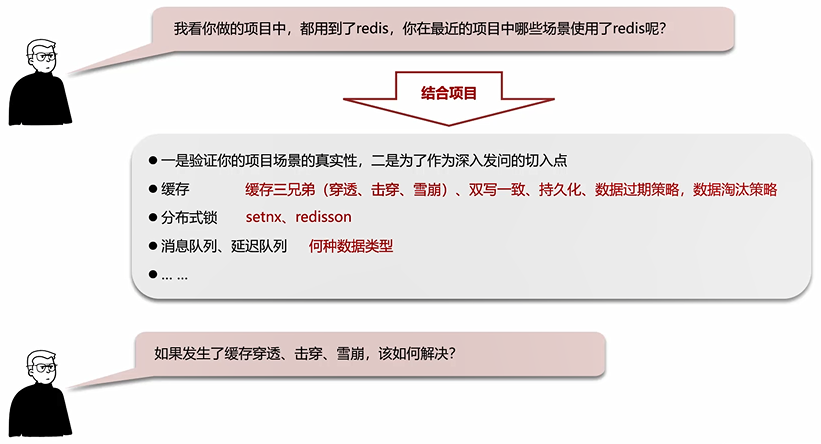 我看你做的项目中，都用到了redis，你在最近的项目中哪些场景使用了redis呢？
结合项目
● 一是验证你的项目场景的真实性，二是为了作为深入发问的切入点
● 缓存 缓存三兄弟（穿透、击穿、雪崩）、双写一致、持久化、数据过期策略，数据淘汰策略
● 分布式锁 setnx、redisson
● 消息队列、延迟队列 何种数据类型
● … …
如果发生了缓存穿透、击穿、雪崩，该如何解决？